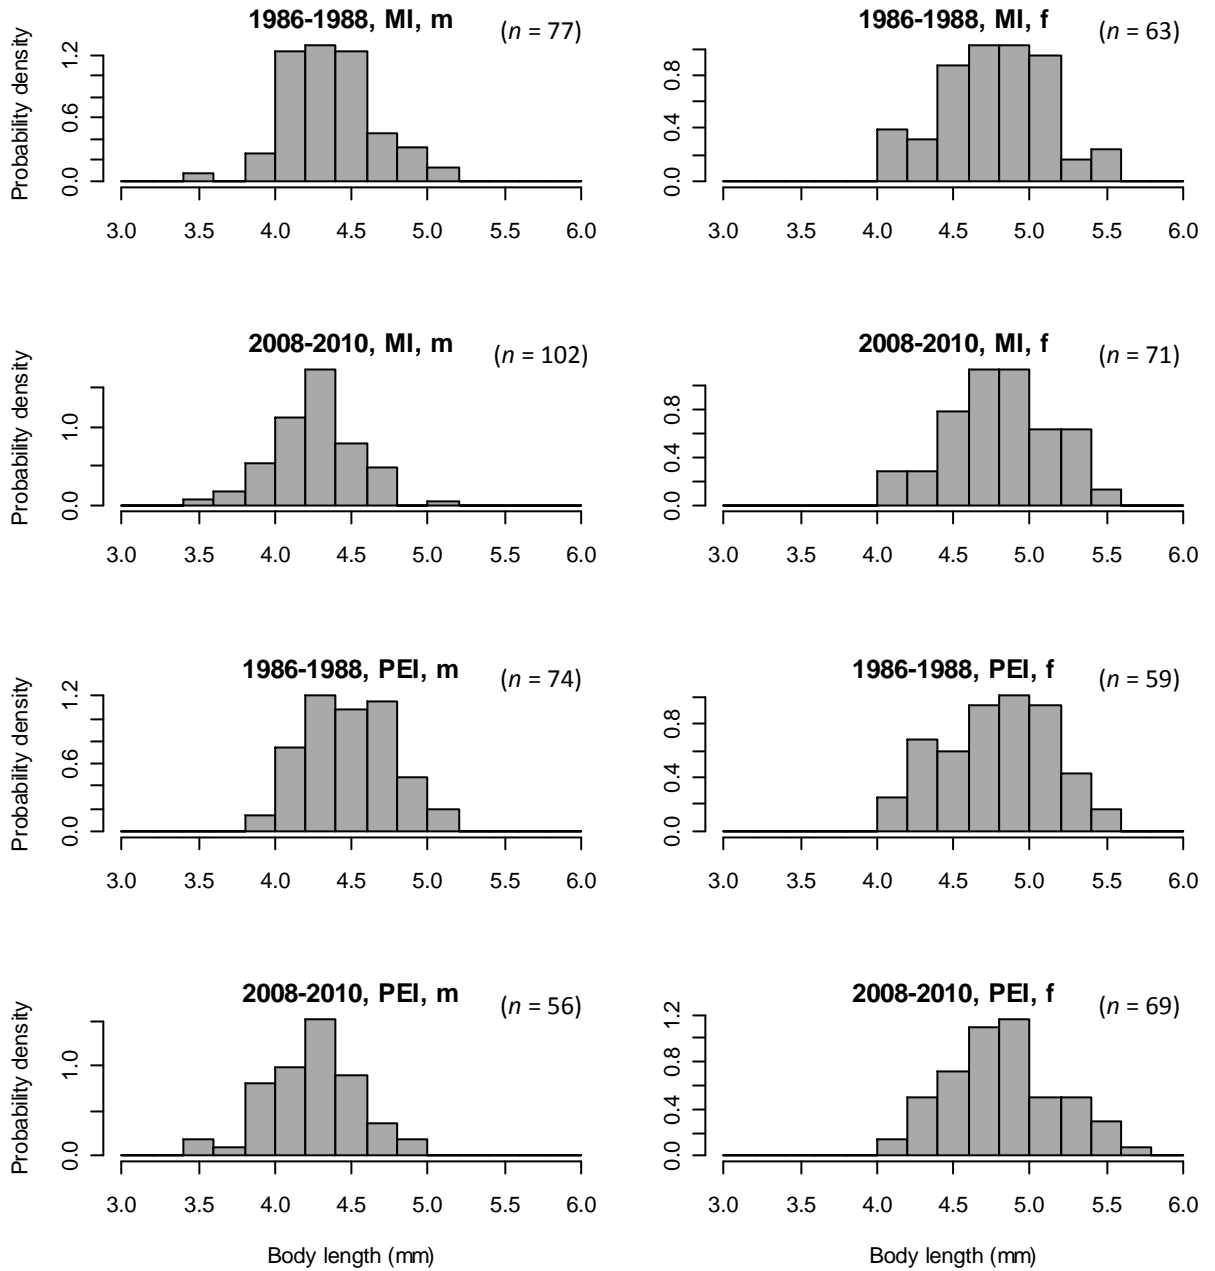 1986-1988, MI, m (n = 77)
Probability density
0.0 0.6 1.2
3.0 3.5 4.0 4.5 5.0 5.5 6.0
1986-1988, MI, f (n = 63)
0.0 0.4 0.8
3.0 3.5 4.0 4.5 5.0 5.5 6.0
2008-2010, MI, m (n = 102)
Probability density
0.0 1.0
3.0 3.5 4.0 4.5 5.0 5.5 6.0
2008-2010, MI, f (n = 71)
0.0 0.4 0.8
3.0 3.5 4.0 4.5 5.0 5.5 6.0
1986-1988, PEI, m (n = 74)
Probability density
0.0 0.6 1.2
3.0 3.5 4.0 4.5 5.0 5.5 6.0
1986-1988, PEI, f (n = 59)
0.0 0.4 0.8
3.0 3.5 4.0 4.5 5.0 5.5 6.0
2008-2010, PEI, m (n = 56)
Probability density
0.0 1.0
3.0 3.5 4.0 4.5 5.0 5.5 6.0
Body length (mm)
2008-2010, PEI, f (n = 69)
0.0 0.4 0.8 1.2
3.0 3.5 4.0 4.5 5.0 5.5 6.0
Body length (mm)